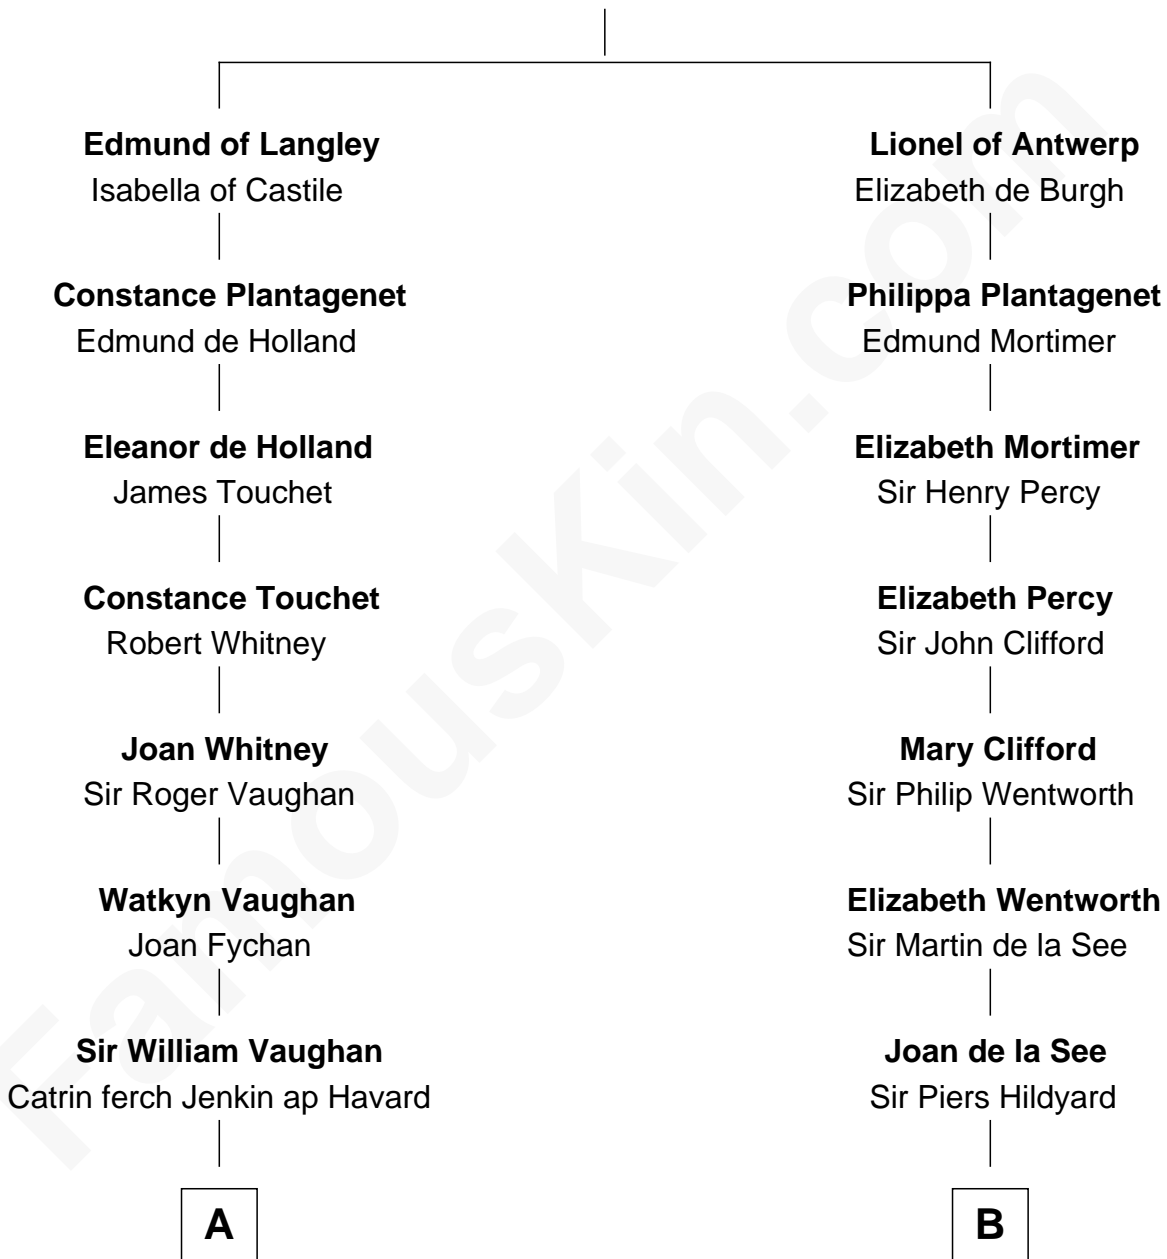 Edmund of Langley
Isabella of Castile
Constance Plantagenet
Edmund de Holland
Eleanor de Holland
James Touchet
Constance Touchet
Robert Whitney
Joan Whitney
Sir Roger Vaughan
Watkyn Vaughan
Joan Fychan
Sir William Vaughan
Catrin ferch Jenkin ap Havard
A
Lionel of Antwerp
Elizabeth de Burgh
Philippa Plantagenet
Edmund Mortimer
Elizabeth Mortimer
Sir Henry Percy
Elizabeth Percy
Sir John Clifford
Mary Clifford
Sir Philip Wentworth
Elizabeth Wentworth
Sir Martin de la See
Joan de la See
Sir Piers Hildyard
B
FamousKin.com